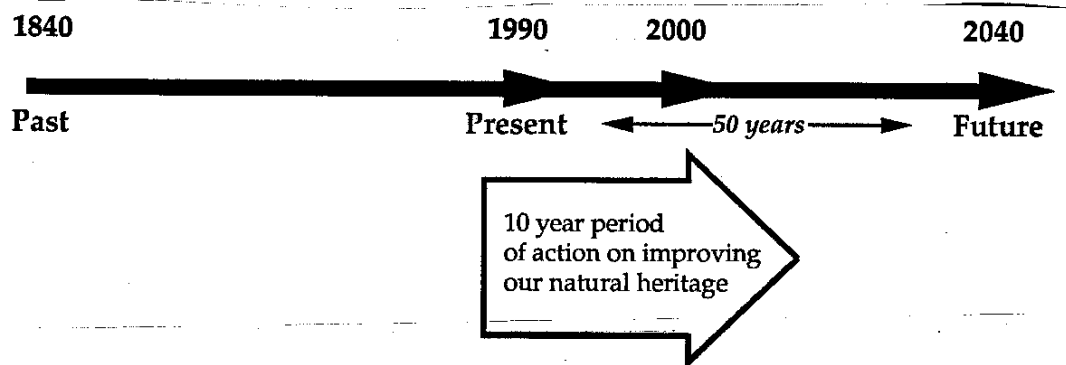 1840 1990 2000 2040
Past Present 50 years Future
10 year period
of action on improving
our natural heritage